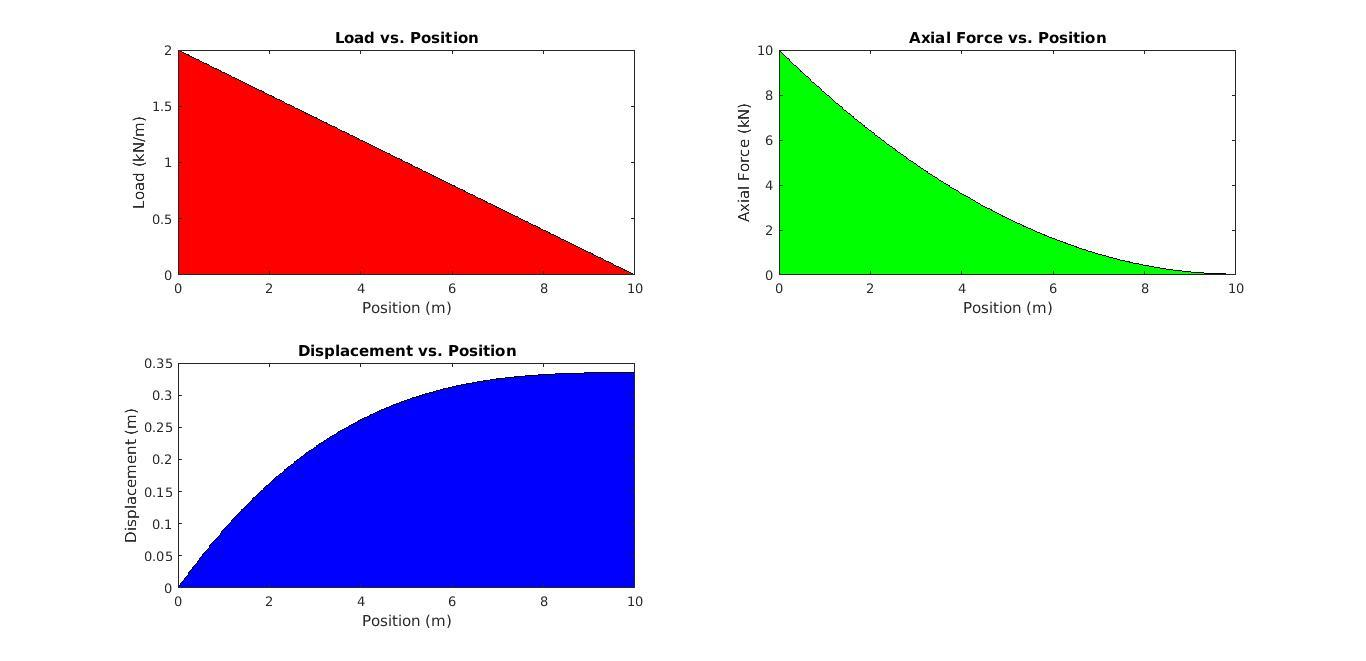 Load vs. Position
2
1.5
1
0.5
0
Load (kN/m)
0 2 4 6 8 10
Position (m)
Axial Force vs. Position
10
8
6
4
2
0
Axial Force (kN)
0 2 4 6 8 10
Position (m)
Displacement vs. Position
0.35
0.3
0.25
0.2
0.15
0.1
0.05
0
Displacement (m)
0 2 4 6 8 10
Position (m)